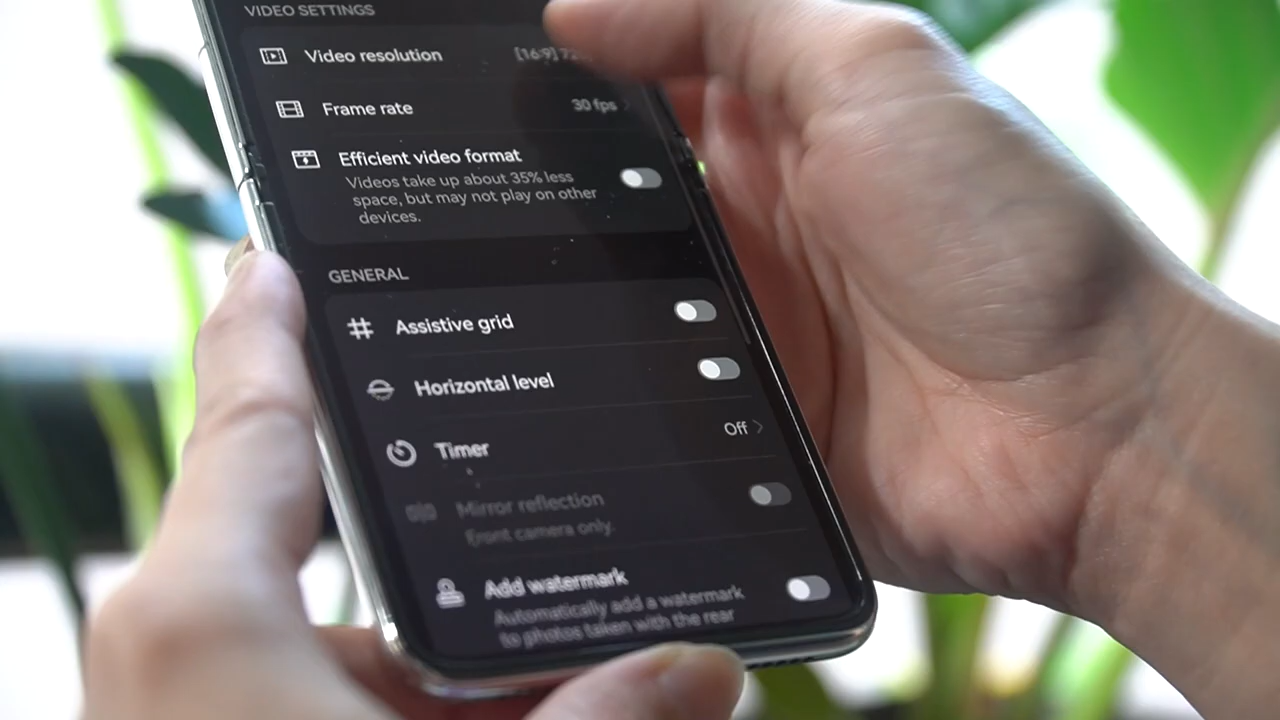 VIDEO SETTINGS
Video resolution [16:9]
Frame rate 30 fps
Efficient video format
Videos take up about 35% less
space, but may not play on other
devices.
GENERAL
Assistive grid
Horizontal level
Timer Off
Mirror reflection
Front camera only.
Add watermark
Automatically add a watermark
to photos taken with the rear